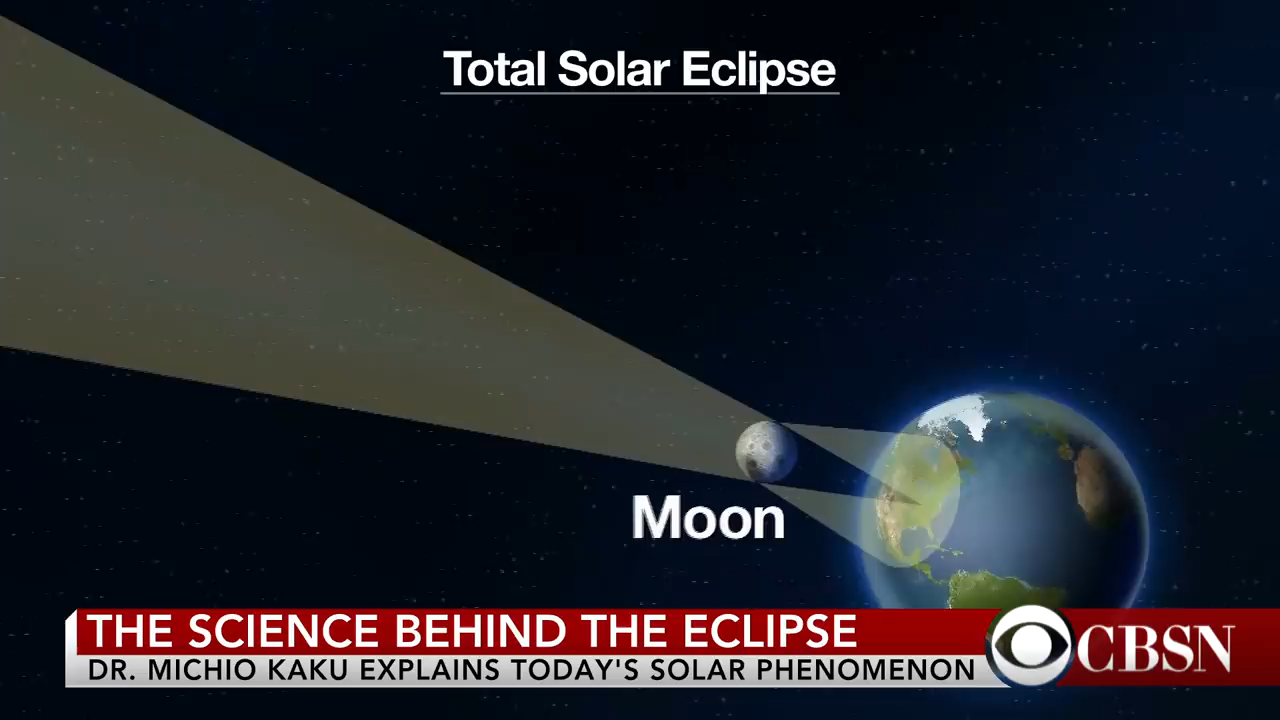 Total Solar Eclipse
Moon
THE SCIENCE BEHIND THE ECLIPSE
DR. MICHIO KAKU EXPLAINS TODAY'S SOLAR PHENOMENON
CBSN